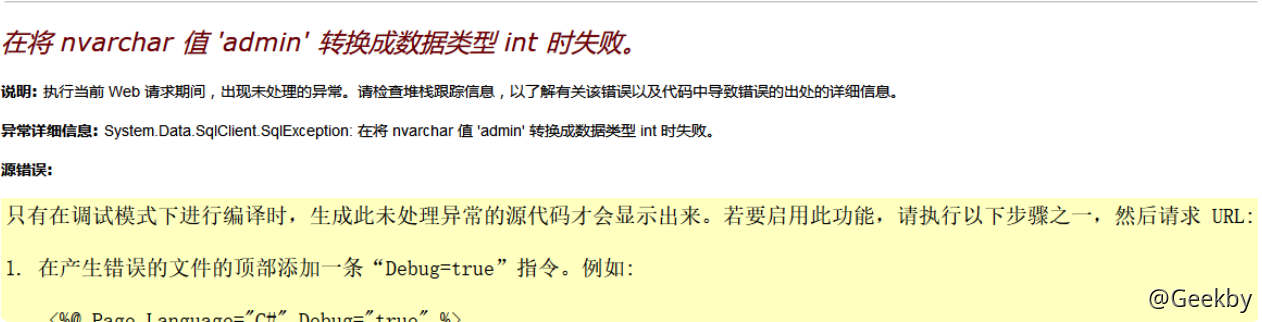 在将 nvarchar 值 'admin' 转换成数据类型 int 时失败。
说明: 执行当前 Web 请求期间，出现未处理的异常。请检查堆栈跟踪信息，以了解有关该错误以及代码中导致错误的出处的详细信息。
异常详细信息: System.Data.SqlClient.SqlException: 在将 nvarchar 值 'admin' 转换成数据类型 int 时失败。
源错误:
只有在调试模式下进行编译时，生成此未处理异常的源代码才会显示出来。若要启用此功能，请执行以下步骤之一，然后请求 URL:
1. 在产生错误的文件的顶部添加一条“Debug=true”指令。例如:
<%@ Page Language="C#" Debug="true" %>
@Geekby